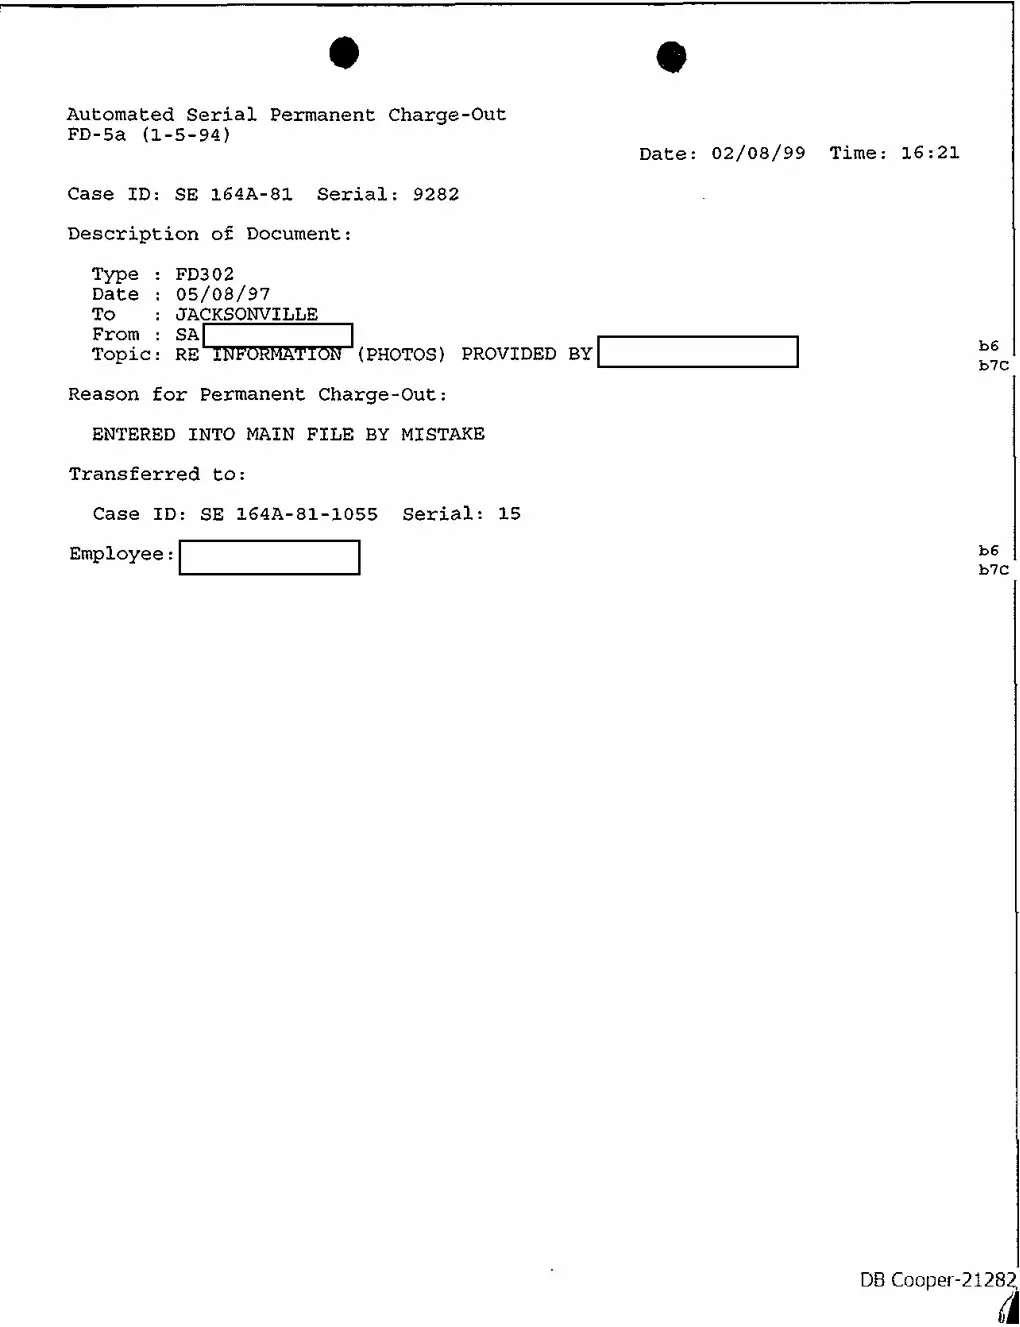 Automated Serial Permanent Charge-Out
FD-5a (1-5-94)
Date: 02/08/99 Time: 16:21
Case ID: SE 164A-81 Serial: 9282
Description of Document:
Type : FD302
Date : 05/08/97
To : JACKSONVILLE
From : SA
Topic: RE INFORMATION (PHOTOS) PROVIDED BY
b6
b7C
Reason for Permanent Charge-Out:
ENTERED INTO MAIN FILE BY MISTAKE
Transferred to:
Case ID: SE 164A-81-1055 Serial: 15
Employee:
b6
b7C
DB Cooper-21282